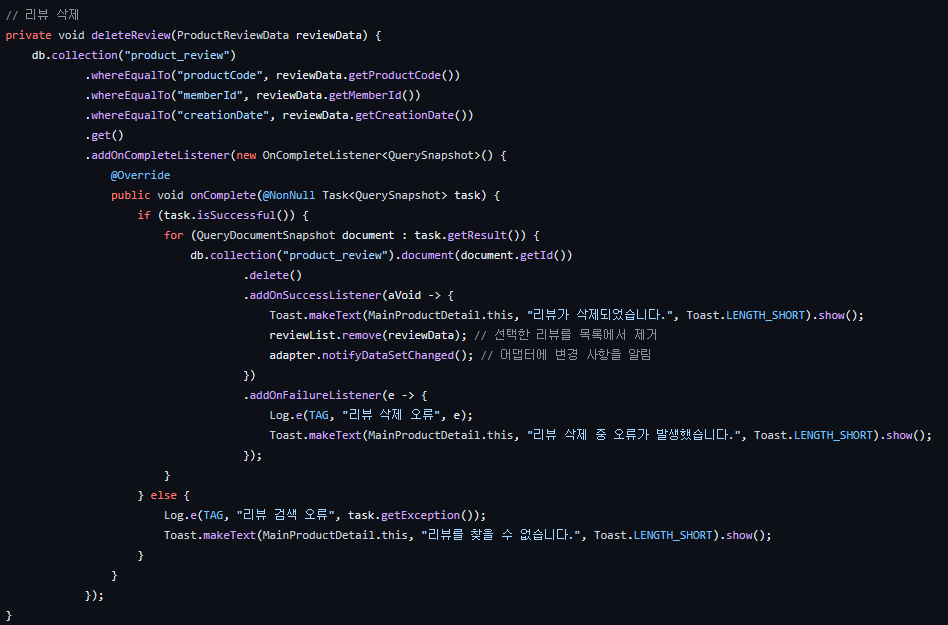 // 리뷰 삭제
private void deleteReview(ProductReviewData reviewData) {
    db.collection("product_review")
            .whereEqualTo("productCode", reviewData.getProductCode())
            .whereEqualTo("memberId", reviewData.getMemberId())
            .whereEqualTo("creationDate", reviewData.getCreationDate())
            .get()
            .addOnCompleteListener(new OnCompleteListener<QuerySnapshot>() {
                @Override
                public void onComplete(@NonNull Task<QuerySnapshot> task) {
                    if (task.isSuccessful()) {
                        for (QueryDocumentSnapshot document : task.getResult()) {
                            db.collection("product_review").document(document.getId())
                                    .delete()
                                    .addOnSuccessListener(aVoid -> {
                                        Toast.makeText(MainProductDetail.this, "리뷰가 삭제되었습니다.", Toast.LENGTH_SHORT).show();
                                        reviewList.remove(reviewData); // 선택한 리뷰를 목록에서 제거
                                        adapter.notifyDataSetChanged(); // 어댑터에 변경 사항을 알림
                                    })
                                    .addOnFailureListener(e -> {
                                        Log.e(TAG, "리뷰 삭제 오류", e);
                                        Toast.makeText(MainProductDetail.this, "리뷰 삭제 중 오류가 발생했습니다.", Toast.LENGTH_SHORT).show();
                                    });
                        }
                    } else {
                        Log.e(TAG, "리뷰 검색 오류", task.getException());
                        Toast.makeText(MainProductDetail.this, "리뷰를 찾을 수 없습니다.", Toast.LENGTH_SHORT).show();
                    }
                }
            });
}